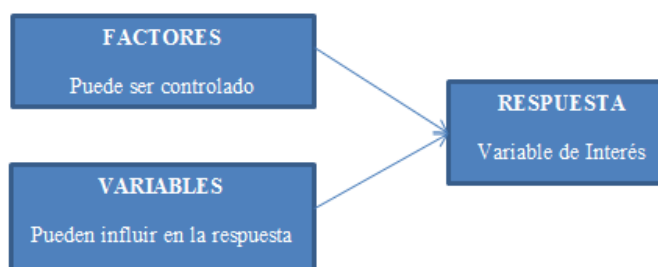 FACTORES
Puede ser controlado
RESPUESTA
Variable de Interés
VARIABLES
Pueden influir en la respuesta